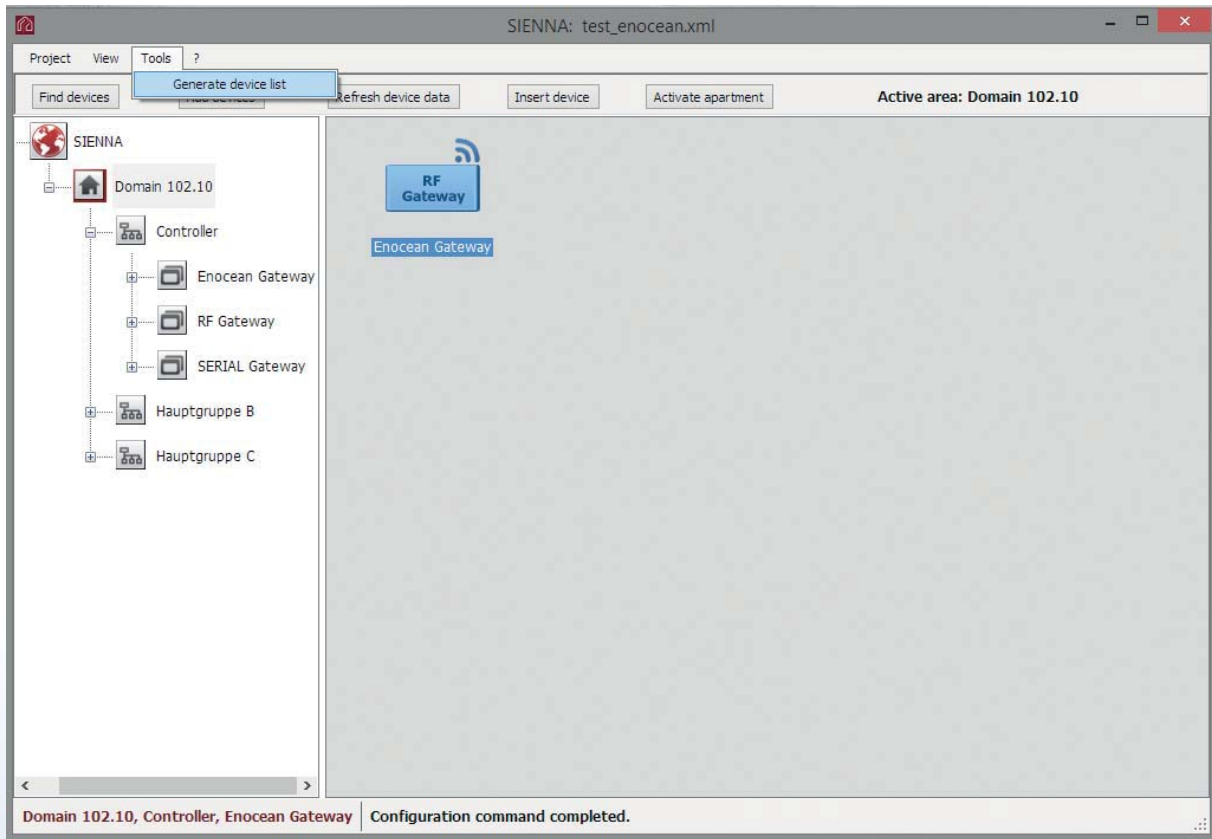 SIENNA: test_enocean.xml
Project View Tools ?
Generate device list
Find devices Refresh device data Insert device Activate apartment Active area: Domain 102.10
SIENNA
Domain 102.10
Controller
Enocean Gateway
RF Gateway
SERIAL Gateway
Hauptgruppe B
Hauptgruppe C
RF
Gateway
Enocean Gateway
Domain 102.10, Controller, Enocean Gateway Configuration command completed.